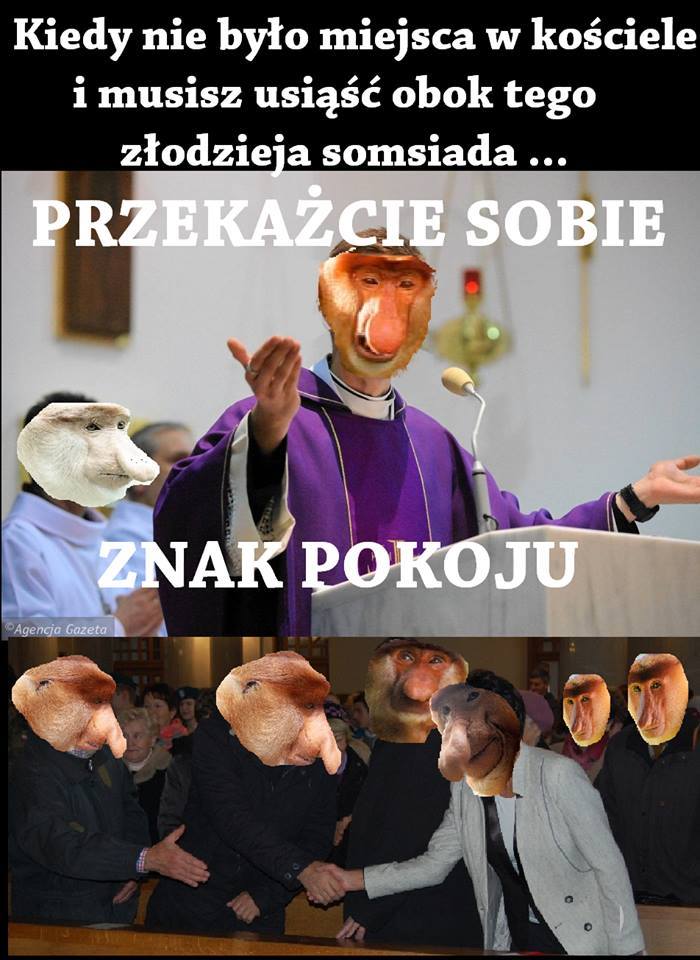 Kiedy nie było miejsca w kościele
i musisz usiąść obok tego
złodzieja somsiada ...
PRZEKAŻCIE SOBIE
ZNAK POKOJU
©Agencja Gazeta